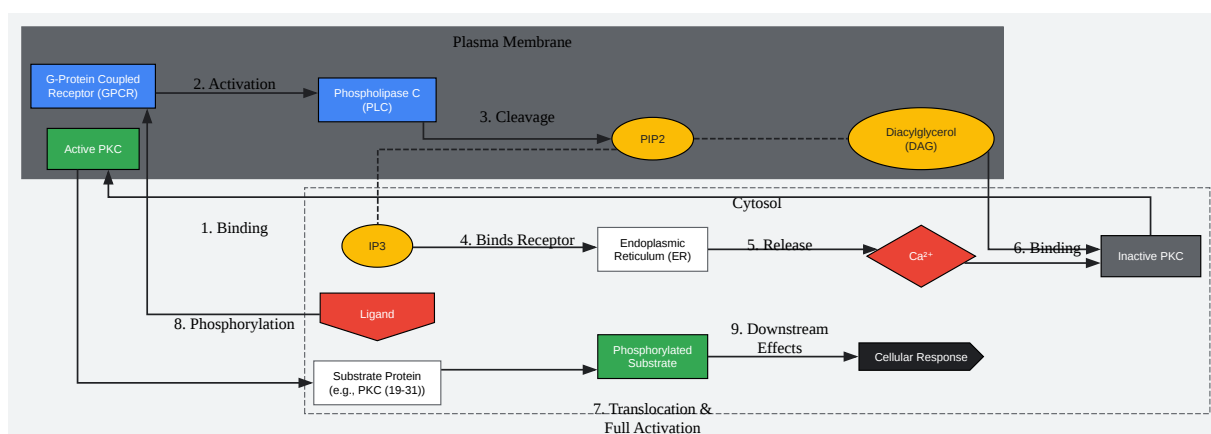 Plasma Membrane
G-Protein Coupled
Receptor (GPCR)
2. Activation
Phospholipase C
(PLC)
3. Cleavage
PIP2
Diacylglycerol
(DAG)
Active PKC
Cytosol
1. Binding
IP3
4. Binds Receptor
Endoplasmic
Reticulum (ER)
5. Release
Ca²⁺
6. Binding
Inactive PKC
8. Phosphorylation
Ligand
Phosphorylated
Substrate
9. Downstream
Effects
Cellular Response
Substrate Protein
(e.g., PKC (19-31))
7. Translocation &
Full Activation